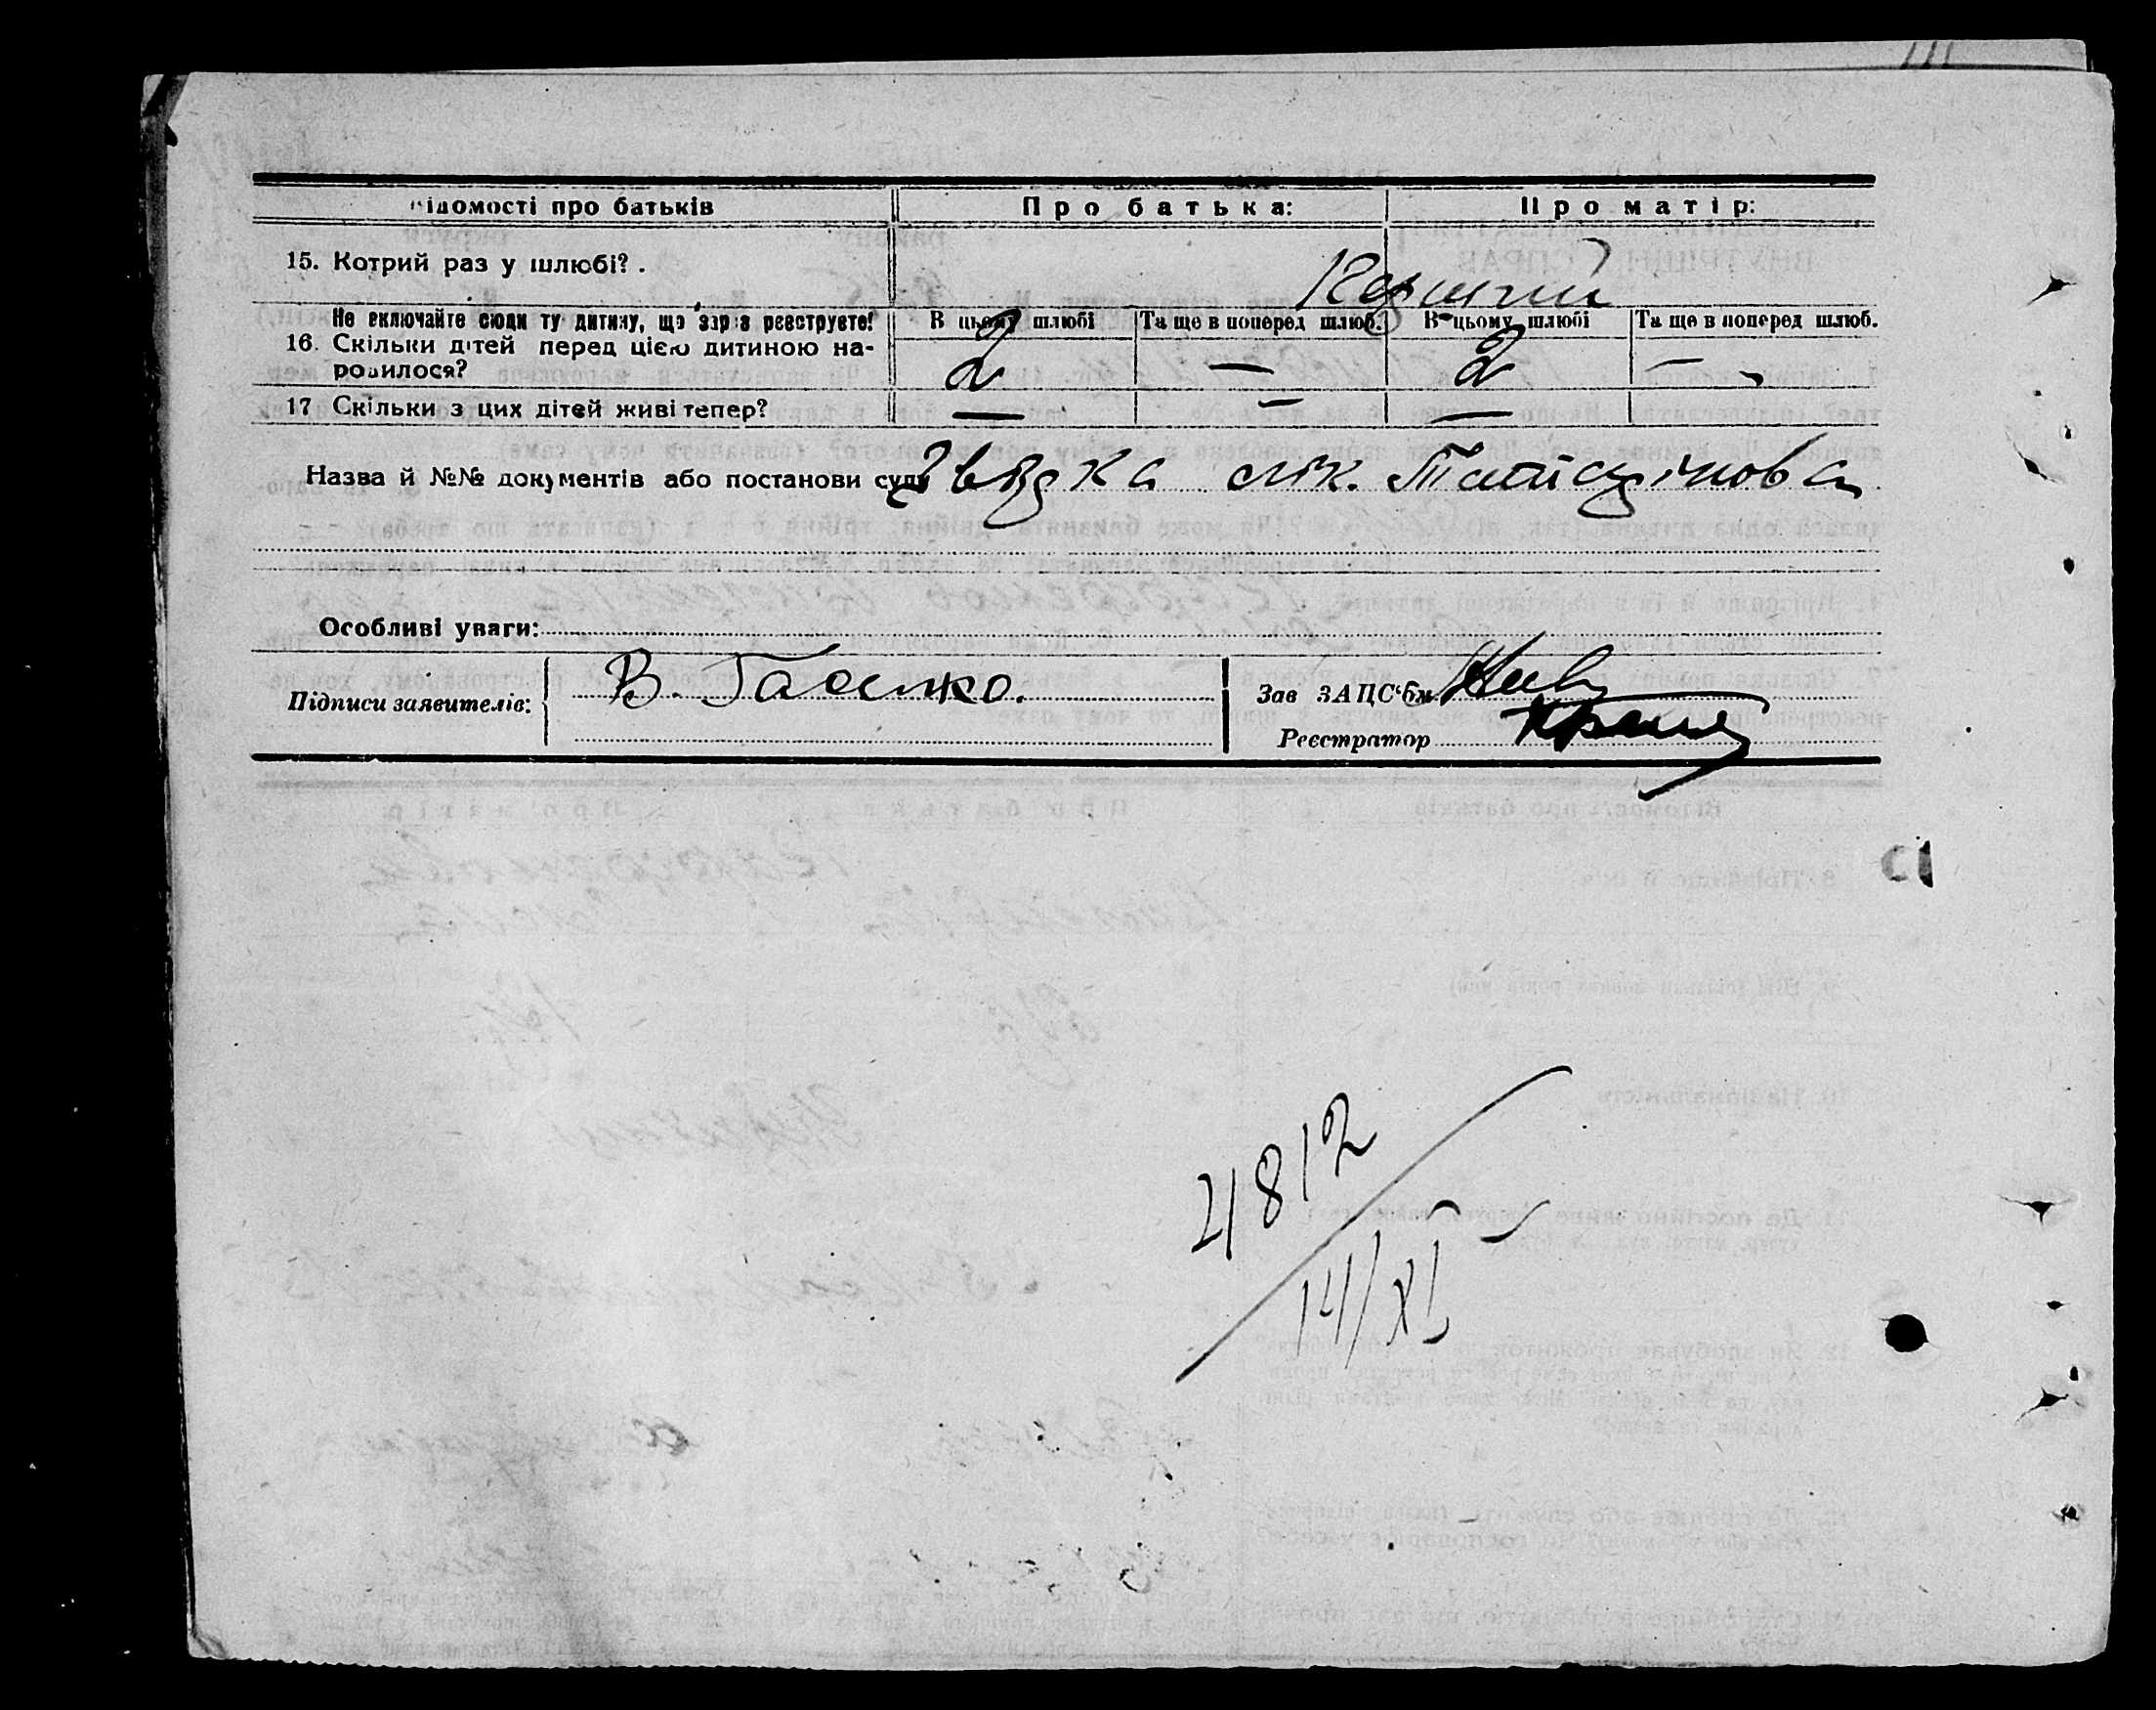 Відомості про батьків
Про батька:
Про матір:
15. Котрий раз у шлюбі? .
Не включайте сюди ту дитину, що зараз реєструєте!
16. Скільки дітей перед цією дитиною на-
родилося?
В цьому шлюбі
Та ще в поперед шлюб.
В цьому шлюбі
Та ще в поперед шлюб.
2
—
2
—
17 Скільки з цих дітей живі тепер?
—
—
—
Назва й №№ документів або постанови суду
лік.
Особливі уваги:
Підписи заявителів:
В.
Зав ЗАЦС'Ом
Реєстратор
4812
14/XI